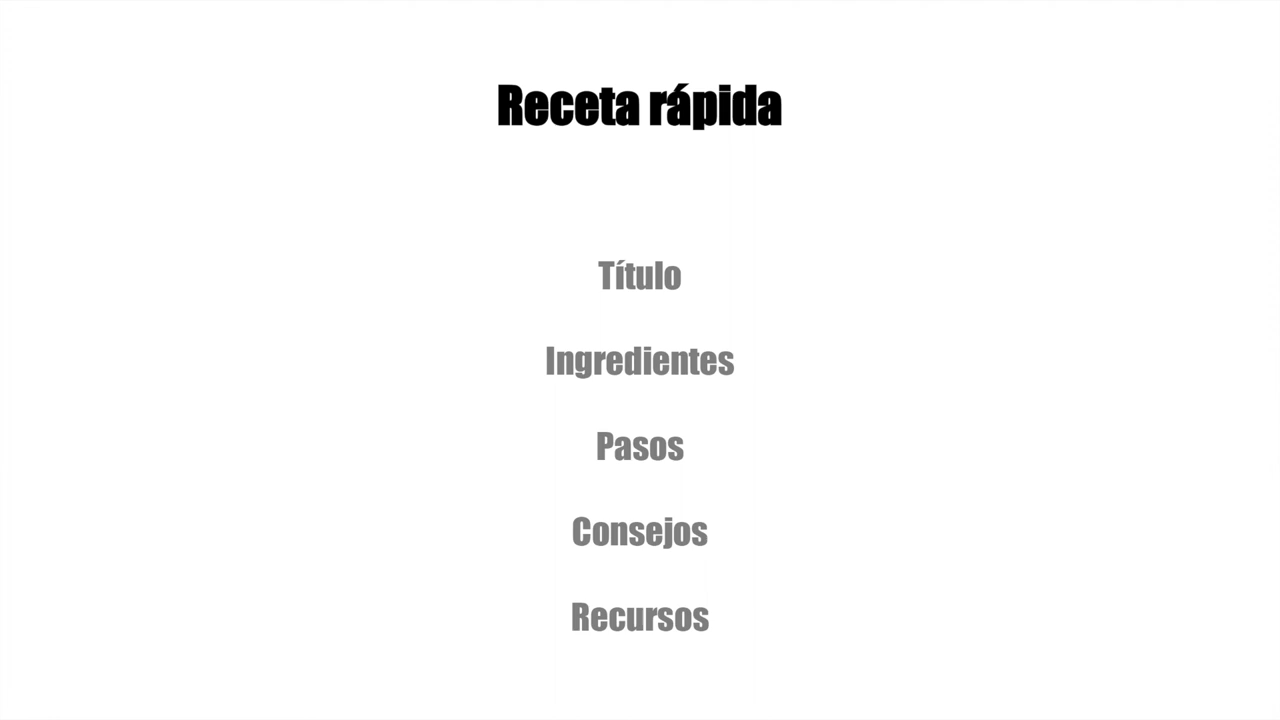 Receta rápida
Título
Ingredientes
Pasos
Consejos
Recursos